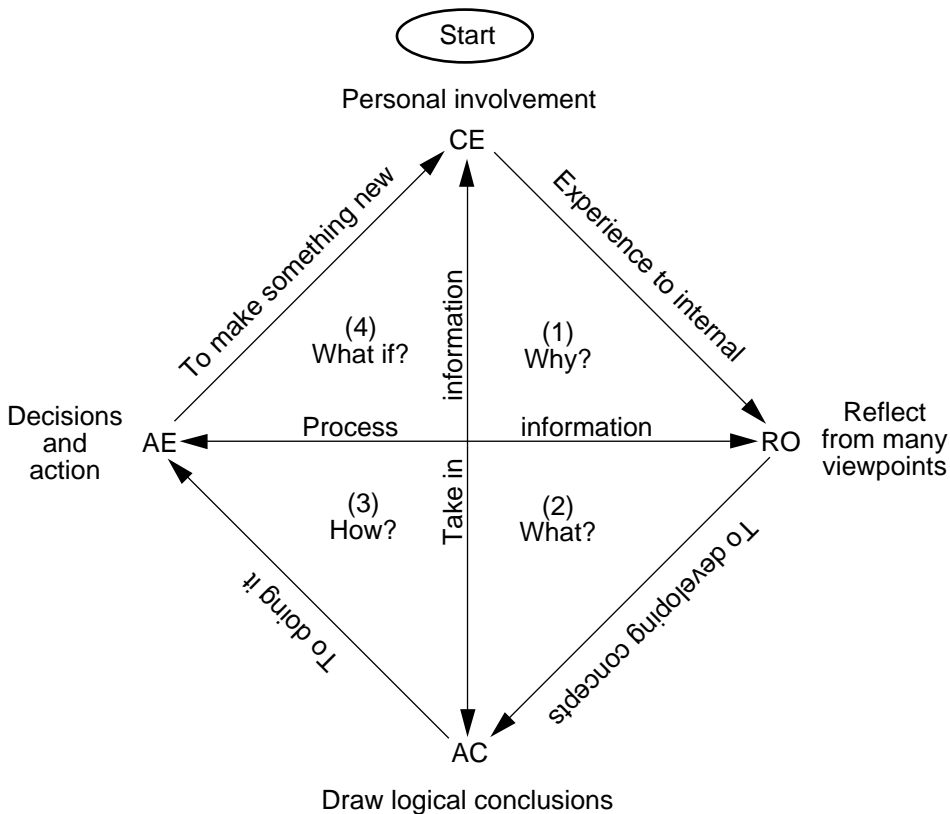 Start
Personal involvement
CE
To make something new
Experience to internal
information
(4)
What if?
(1)
Why?
Decisions
and
action
AE
Process
information
RO
Reflect
from many
viewpoints
Take in
(3)
How?
(2)
What?
To doing it
To developing concepts
AC
Draw logical conclusions